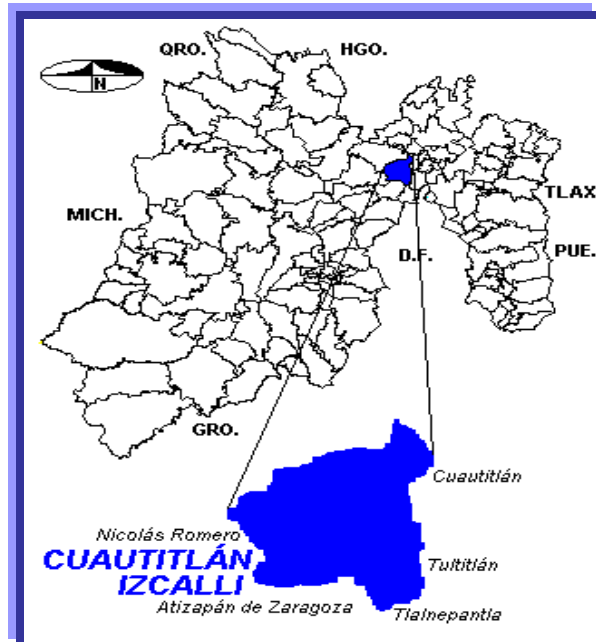 QRO.
HGO.
N
MICH.
TLAX
D.F.
PUE.
GRO.
Cuautitlán
Nicolás Romero
CUAUTITLÁN
IZCALLI
Tultitlán
Atizapán de Zaragoza
Tlalnepantla